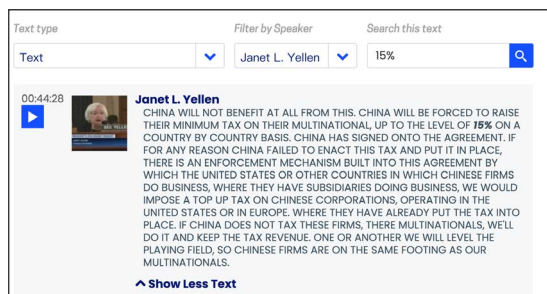 Text type Filter by Speaker Search this text
Text Janet L. Yellen 15%
00:44:28 Janet L. Yellen
CHINA WILL NOT BENEFIT AT ALL FROM THIS. CHINA WILL BE FORCED TO RAISE
THEIR MINIMUM TAX ON THEIR MULTINATIONAL, UP TO THE LEVEL OF 15% ON A
COUNTRY BY COUNTRY BASIS. CHINA HAS SIGNED ONTO THE AGREEMENT. IF
FOR ANY REASON CHINA FAILED TO ENACT THIS TAX AND PUT IT IN PLACE,
THERE IS AN ENFORCEMENT MECHANISM BUILT INTO THIS AGREEMENT BY
WHICH THE UNITED STATES OR OTHER COUNTRIES IN WHICH CHINESE FIRMS
DO BUSINESS, WHERE THEY HAVE SUBSIDIARIES DOING BUSINESS, WE WOULD
IMPOSE A TOP UP TAX ON CHINESE CORPORATIONS, OPERATING IN THE
UNITED STATES OR IN EUROPE. WHERE THEY HAVE ALREADY PUT THE TAX INTO
PLACE. IF CHINA DOES NOT TAX THESE FIRMS, THERE MULTINATIONALS, WE'LL
DO IT AND KEEP THE TAX REVENUE. ONE OR ANOTHER WE WILL LEVEL THE
PLAYING FIELD, SO CHINESE FIRMS ARE ON THE SAME FOOTING AS OUR
MULTINATIONALS.
Show Less Text